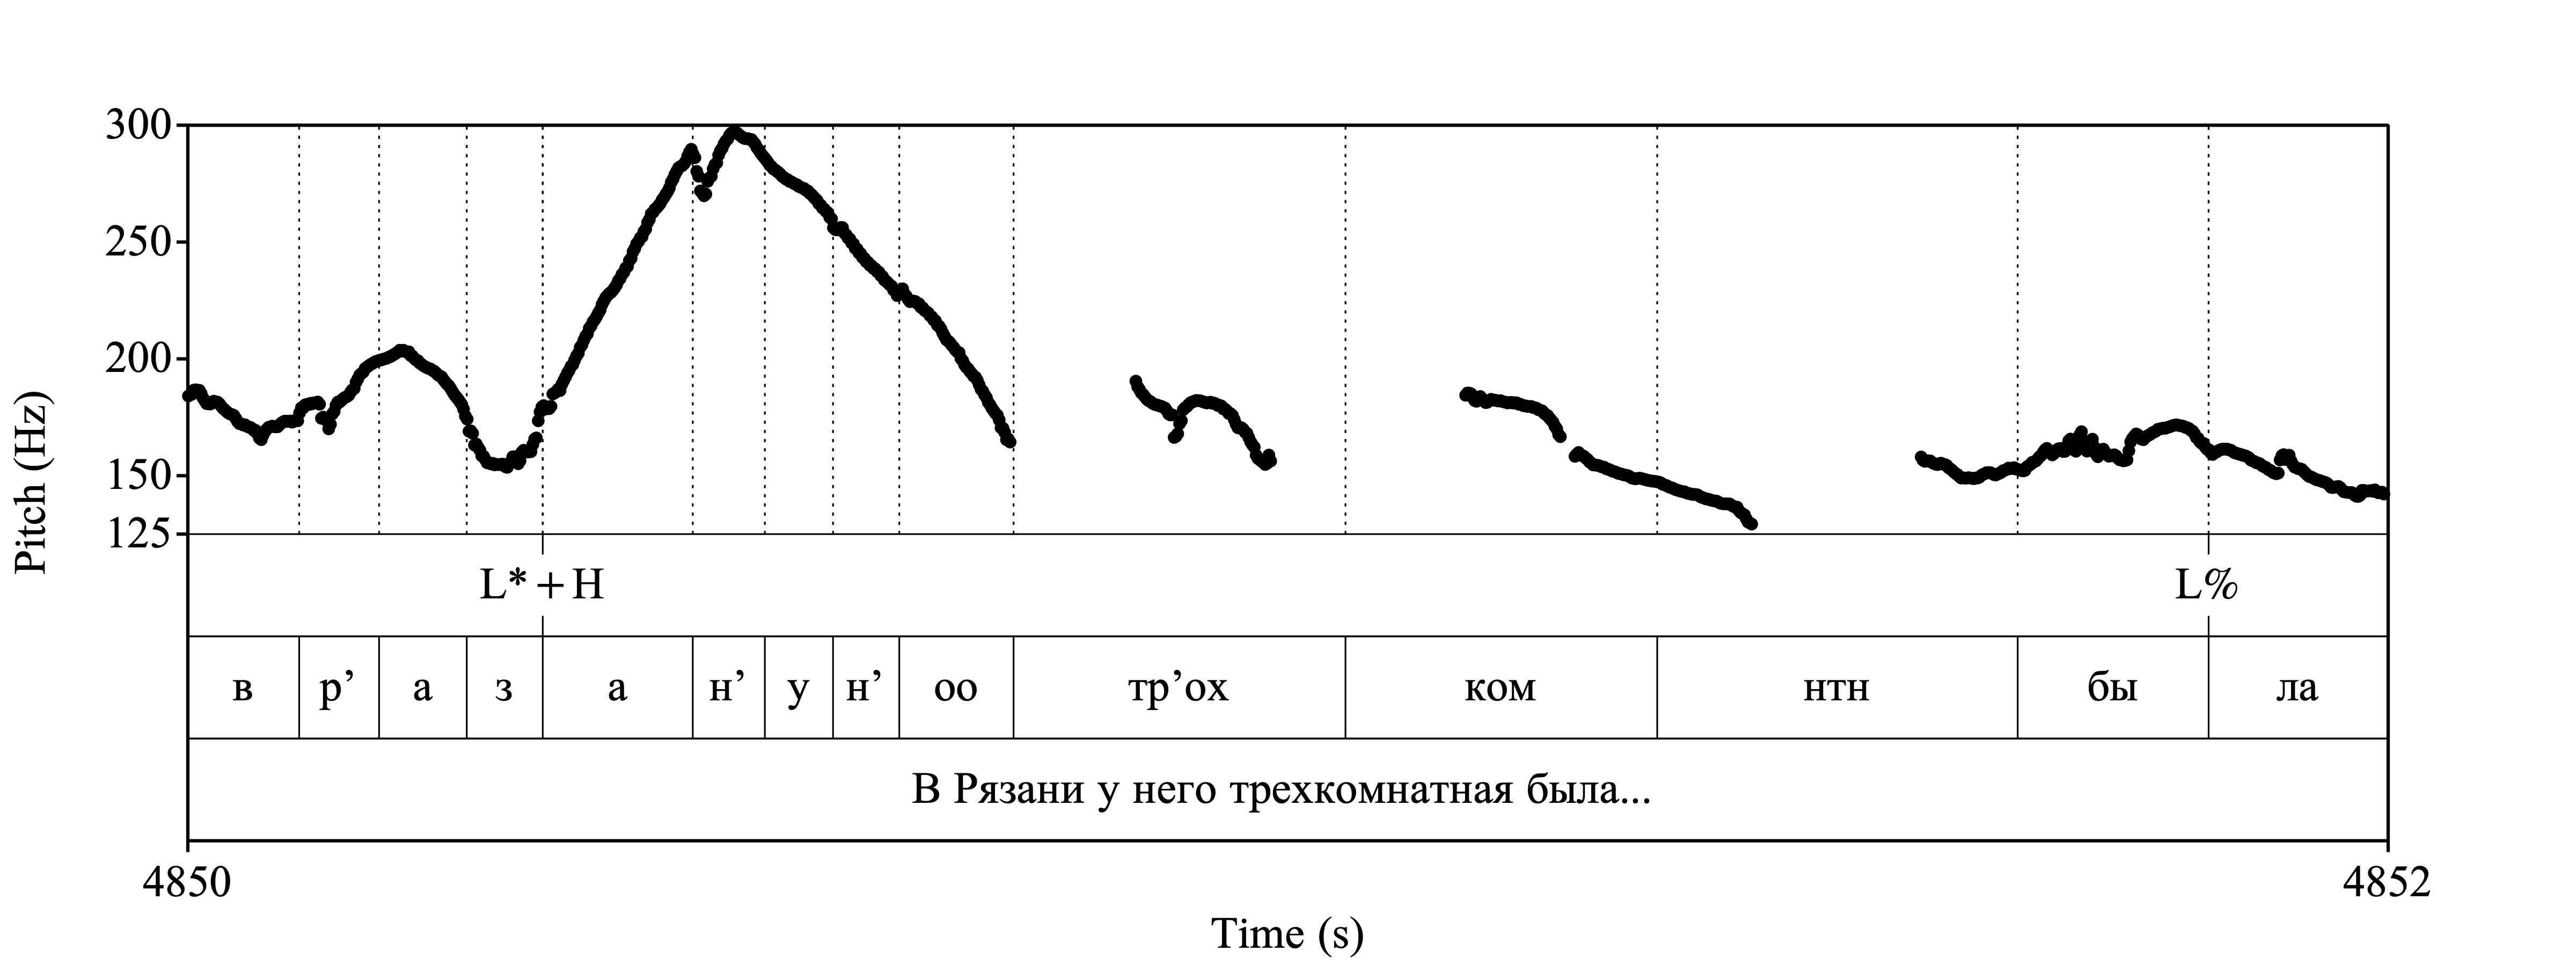 300
250
200
150
125
Pitch (Hz)
L*+H L%
в р’ а з а н’ у н’ оо тр’ох ком нтн бы ла
В Рязани у него трехкомнатная была...
4850 4852
Time (s)